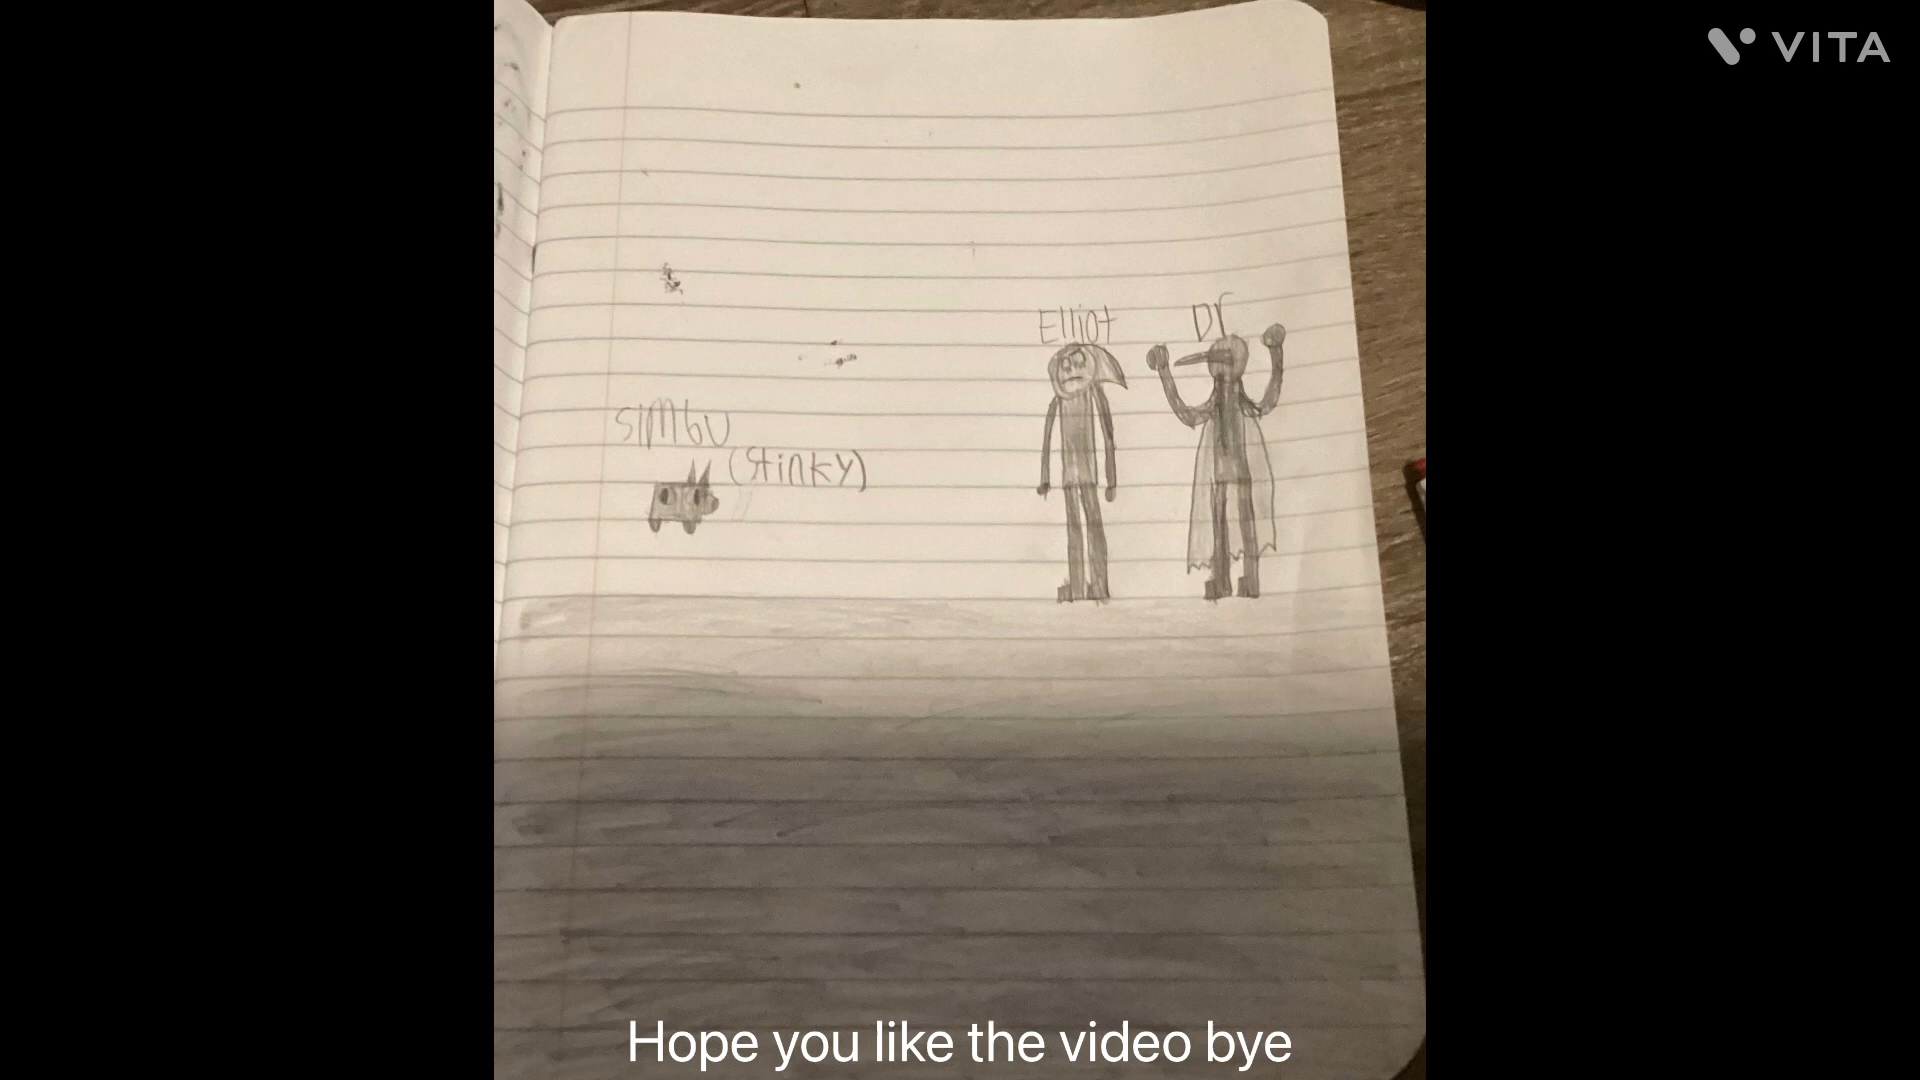 VITA
Elliot
Dr
simbu
(Stinky)
Hope you like the video bye